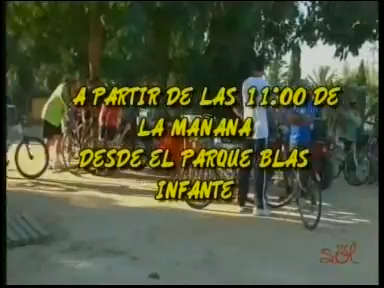 A PARTIR DE LAS 11:00 DE
LA MAÑANA
DESDE EL PARQUE BLAS
INFANTE